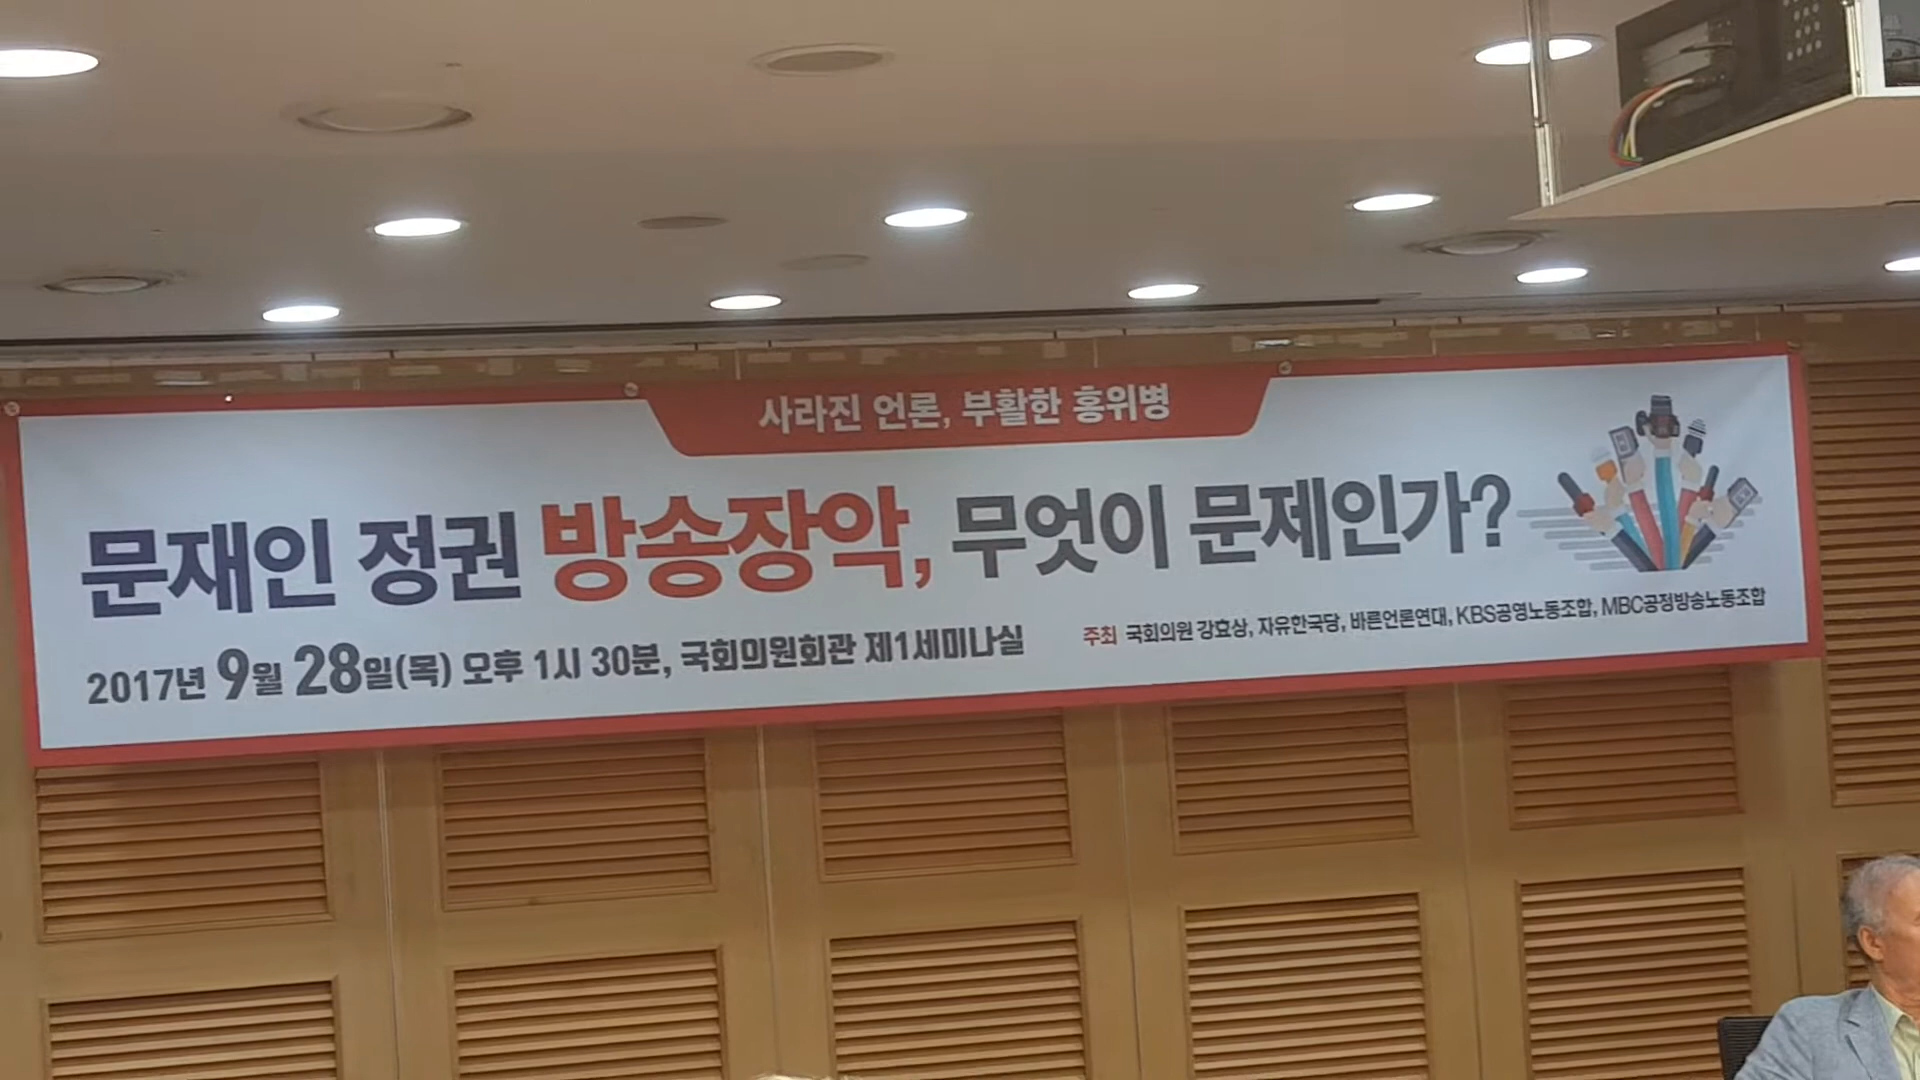 사라진 언론, 부활한 홍위병
문재인 정권 방송장악, 무엇이 문제인가?
2017년 9월 28일(목) 오후 1시 30분, 국회의원회관 제1세미나실
주최 국회의원 강효상, 자유한국당, 바른언론연대, KBS공영노동조합, MBC공정방송노동조합